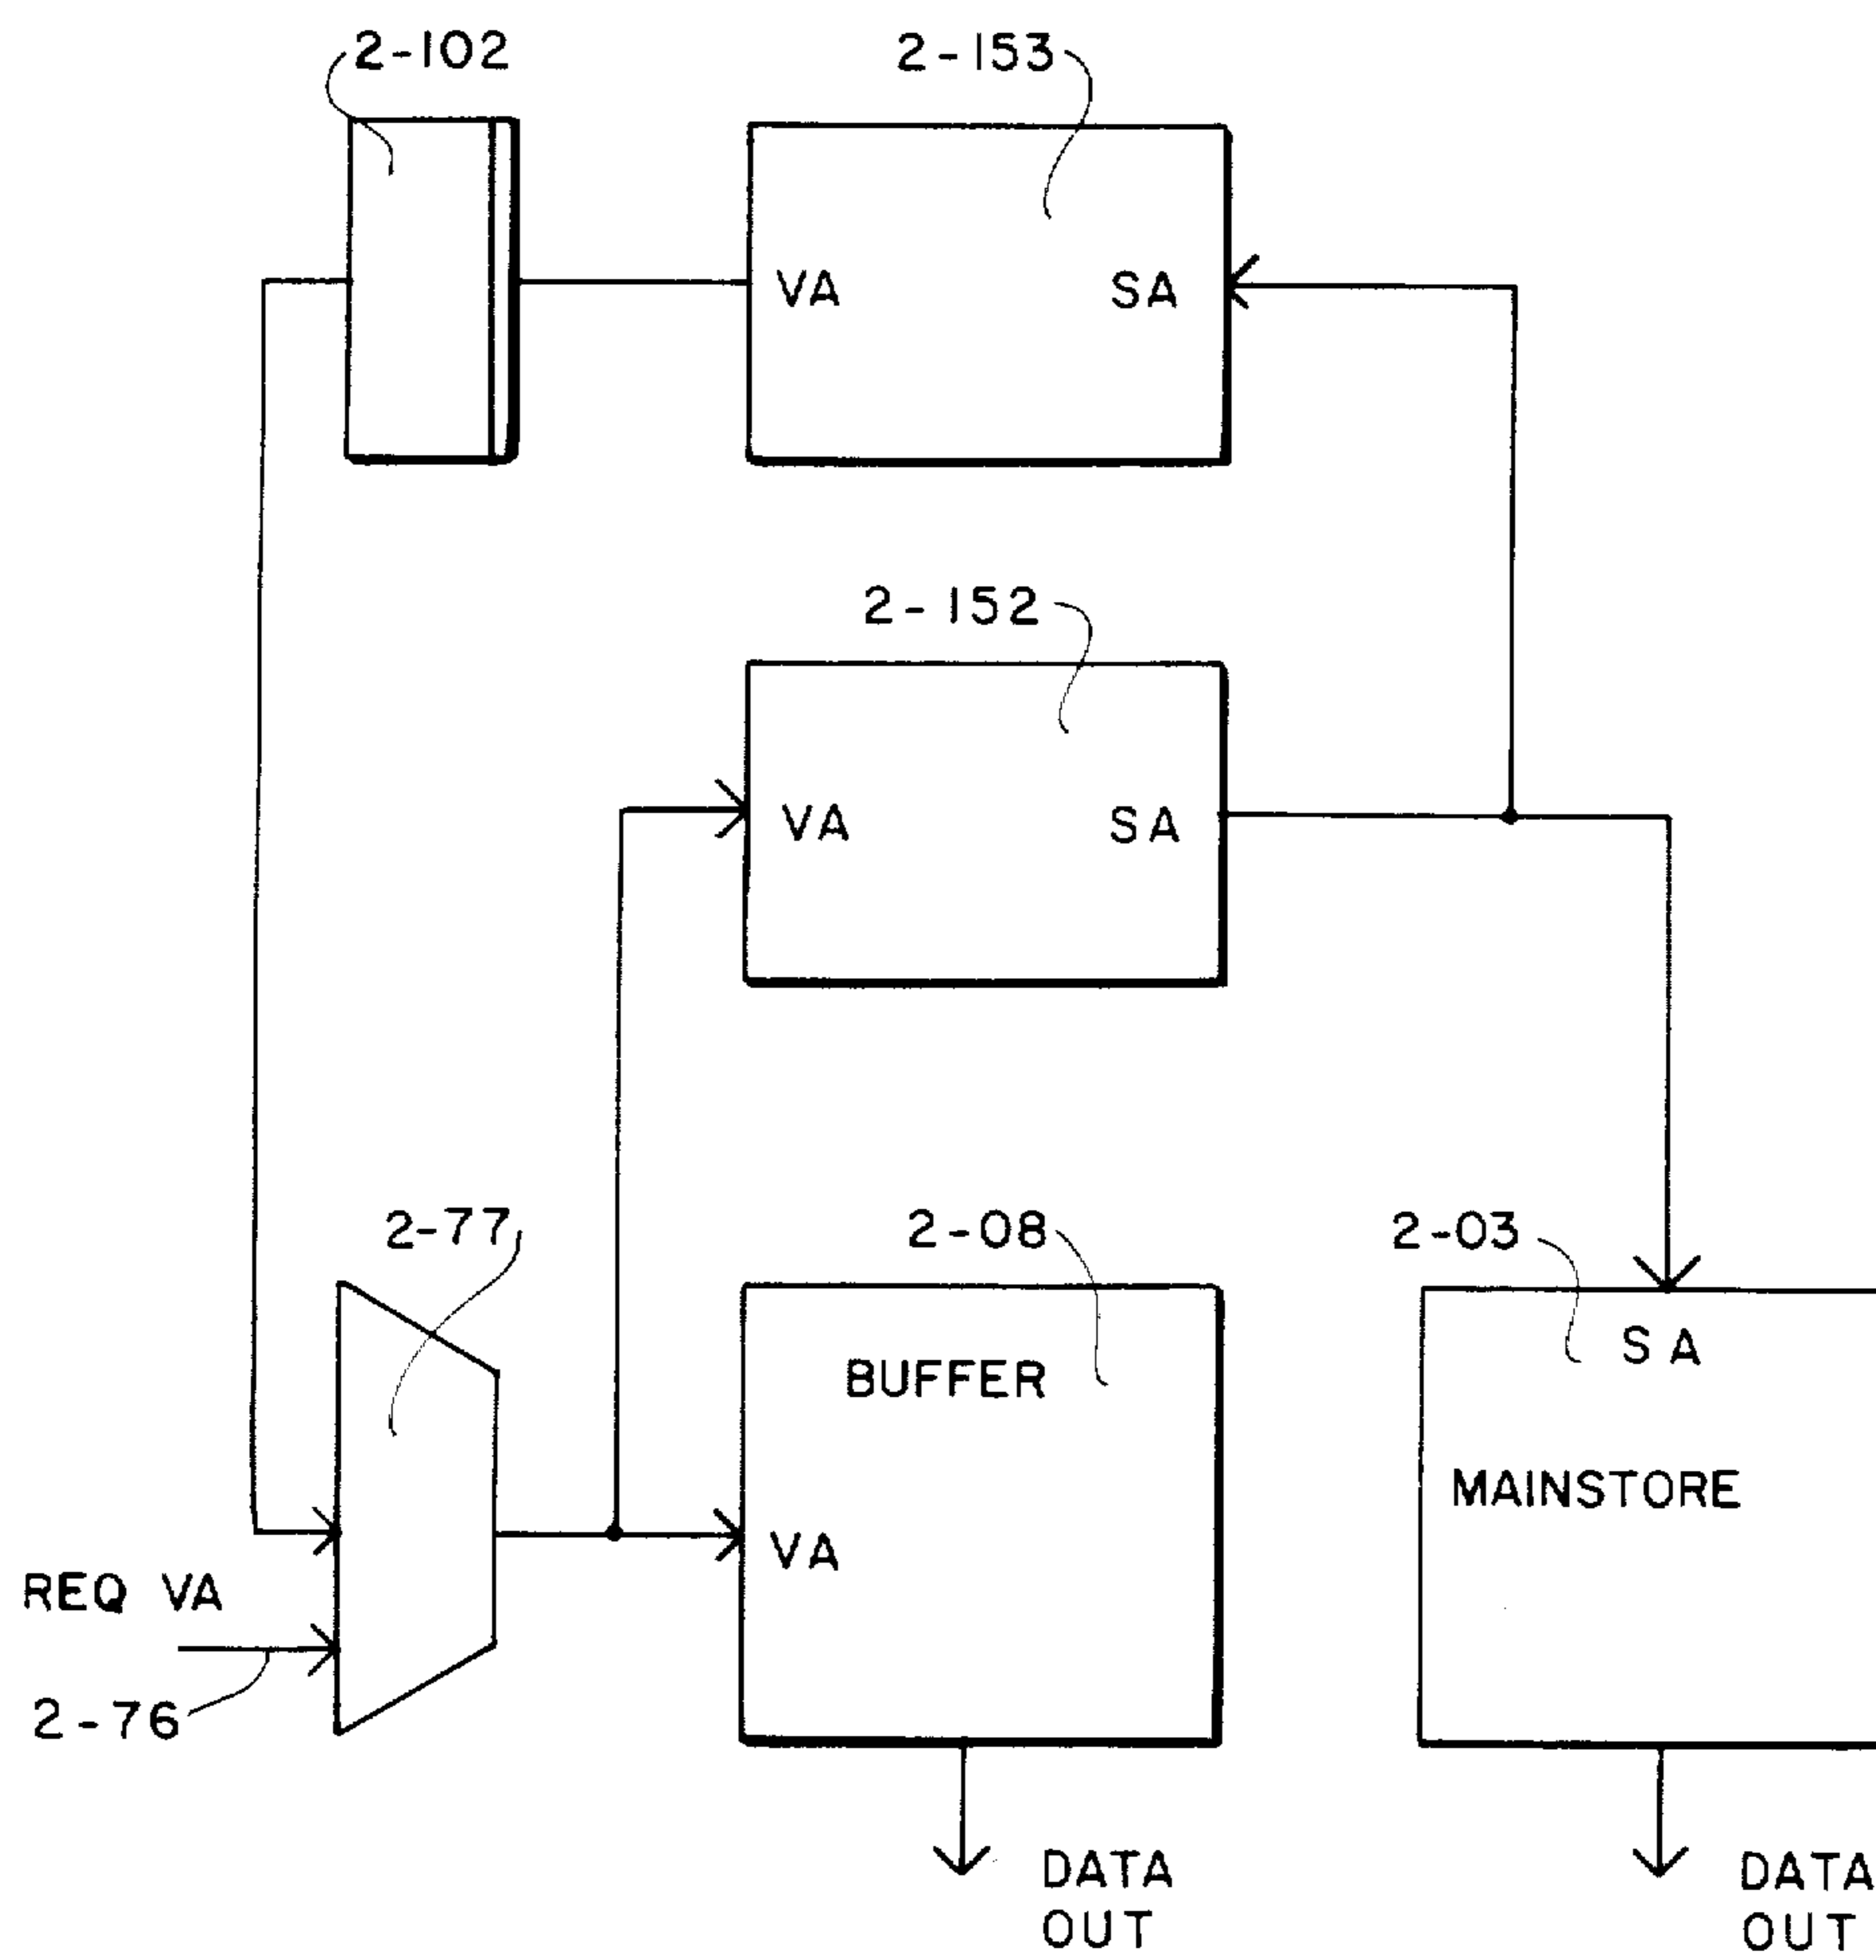 2-102
2-153
VA
SA
2-152
VA
SA
2-77
2-08
2-03
SA
BUFFER
MAINSTORE
VA
REQ VA
2-76
DATA
OUT
DATA
OUT